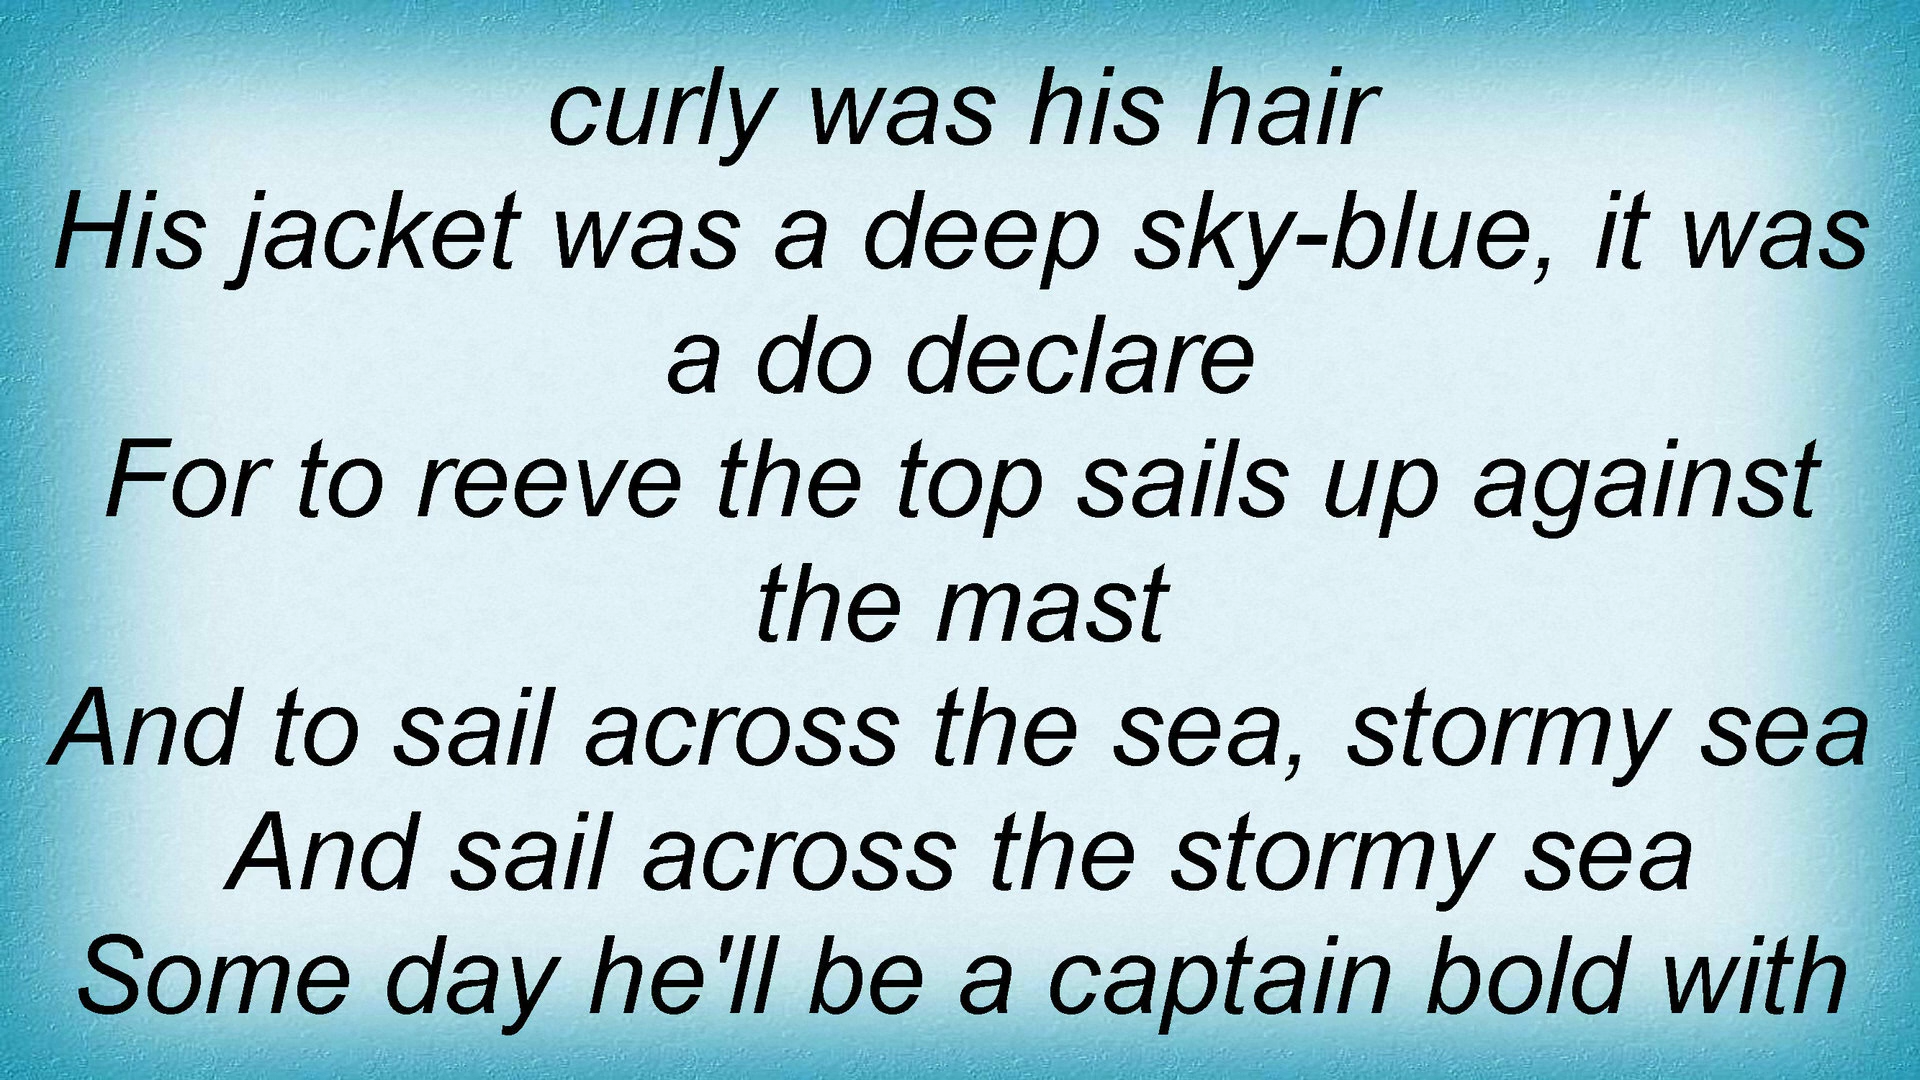 curly was his hair
His jacket was a deep sky-blue, it was
a do declare
For to reeve the top sails up against
the mast
And to sail across the sea, stormy sea
And sail across the stormy sea
Some day he'll be a captain bold with